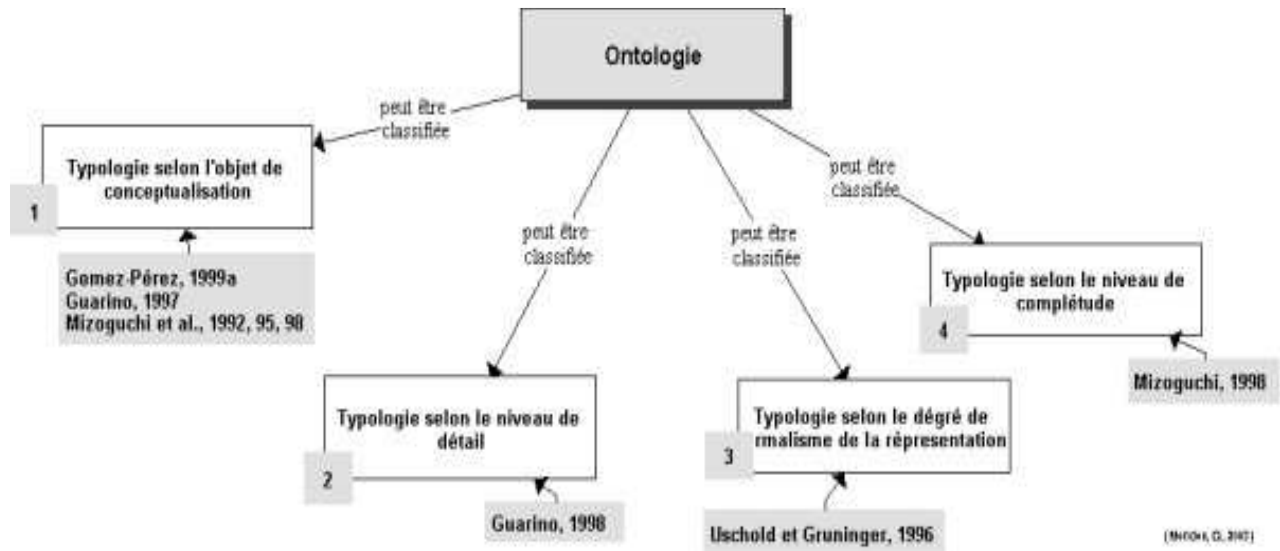 Ontologie
peut être
classifiée
Typologie selon l'objet de
conceptualisation
1
Gomez-Pérez, 1999a
Guarino, 1997
Mizoguchi et al., 1992, 95, 98
peut être
classifiée
Typologie selon le niveau de
détail
2
Guarino, 1998
peut être
classifiée
Typologie selon le dégré de
rmalisme de la répresentation
3
Uschold et Gruninger, 1996
peut être
classifiée
Typologie selon le niveau de
complétude
4
Mizoguchi, 1998